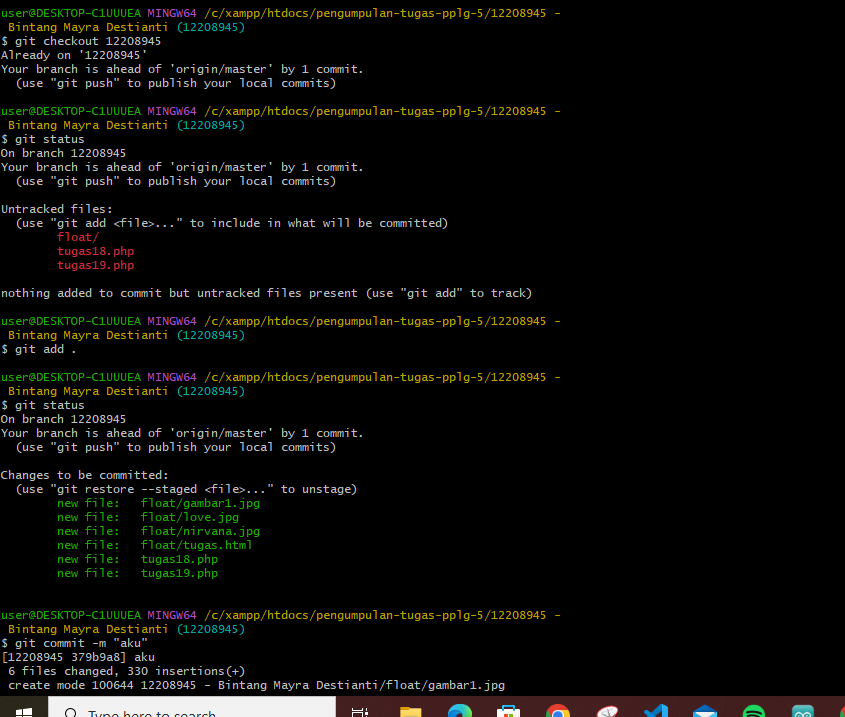 user@DESKTOP-C1UUUEA MINGW64 /c/xampp/htdocs/pengumpulan-tugas-pplg-5/12208945 -
 Bintang Mayra Destianti (12208945)
$ git checkout 12208945
Already on '12208945'
Your branch is ahead of 'origin/master' by 1 commit.
  (use "git push" to publish your local commits)

user@DESKTOP-C1UUUEA MINGW64 /c/xampp/htdocs/pengumpulan-tugas-pplg-5/12208945 -
 Bintang Mayra Destianti (12208945)
$ git status
On branch 12208945
Your branch is ahead of 'origin/master' by 1 commit.
  (use "git push" to publish your local commits)

Untracked files:
  (use "git add <file>..." to include in what will be committed)
        float/
        tugas18.php
        tugas19.php

nothing added to commit but untracked files present (use "git add" to track)

user@DESKTOP-C1UUUEA MINGW64 /c/xampp/htdocs/pengumpulan-tugas-pplg-5/12208945 -
 Bintang Mayra Destianti (12208945)
$ git add .

user@DESKTOP-C1UUUEA MINGW64 /c/xampp/htdocs/pengumpulan-tugas-pplg-5/12208945 -
 Bintang Mayra Destianti (12208945)
$ git status
On branch 12208945
Your branch is ahead of 'origin/master' by 1 commit.
  (use "git push" to publish your local commits)

Changes to be committed:
  (use "git restore --staged <file>..." to unstage)
        new file:   float/gambar1.jpg
        new file:   float/love.jpg
        new file:   float/nirvana.jpg
        new file:   float/tugas.html
        new file:   tugas18.php
        new file:   tugas19.php

user@DESKTOP-C1UUUEA MINGW64 /c/xampp/htdocs/pengumpulan-tugas-pplg-5/12208945 -
 Bintang Mayra Destianti (12208945)
$ git commit -m "aku"
[12208945 379b9a8] aku
 6 files changed, 330 insertions(+)
 create mode 100644 12208945 - Bintang Mayra Destianti/float/gambar1.jpg
Type here to search